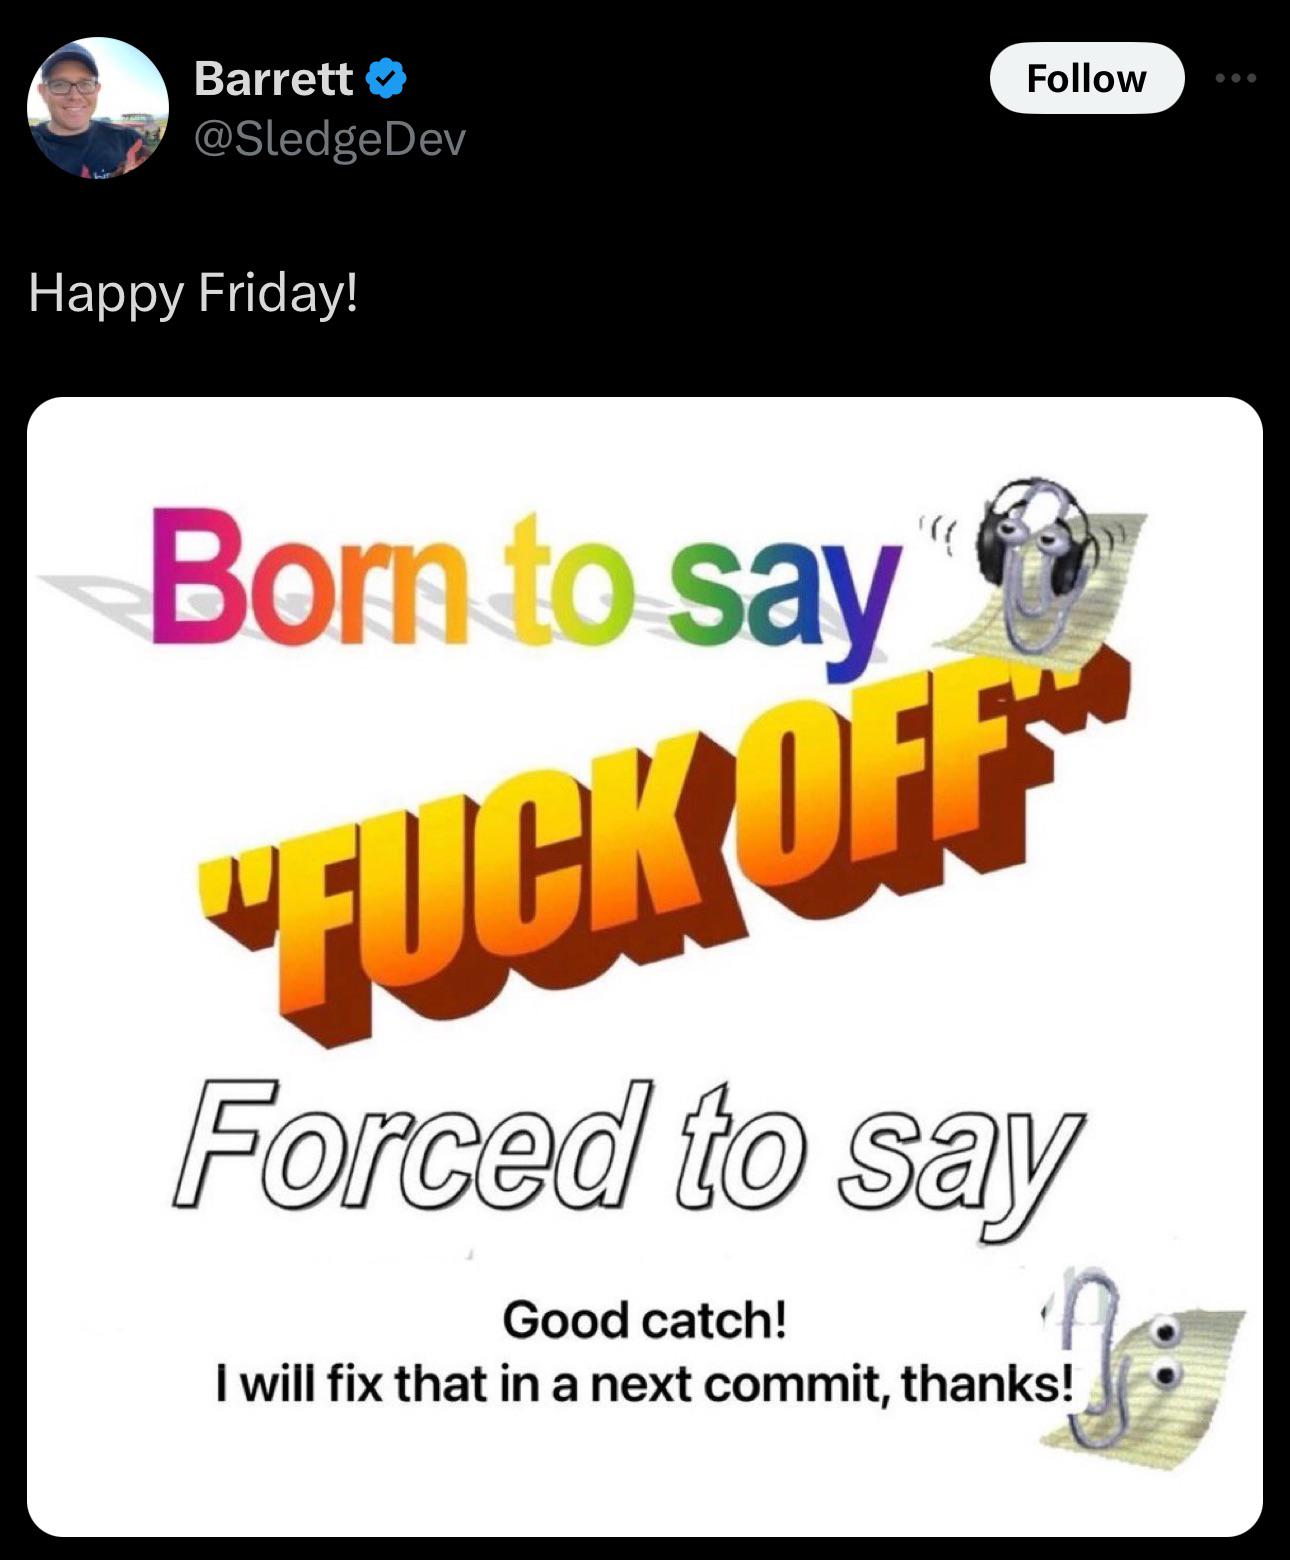 Barrett
@SledgeDev
Follow
Happy Friday!
Born to say
"FUCK OFF"
Forced to say
Good catch!
I will fix that in a next commit, thanks!